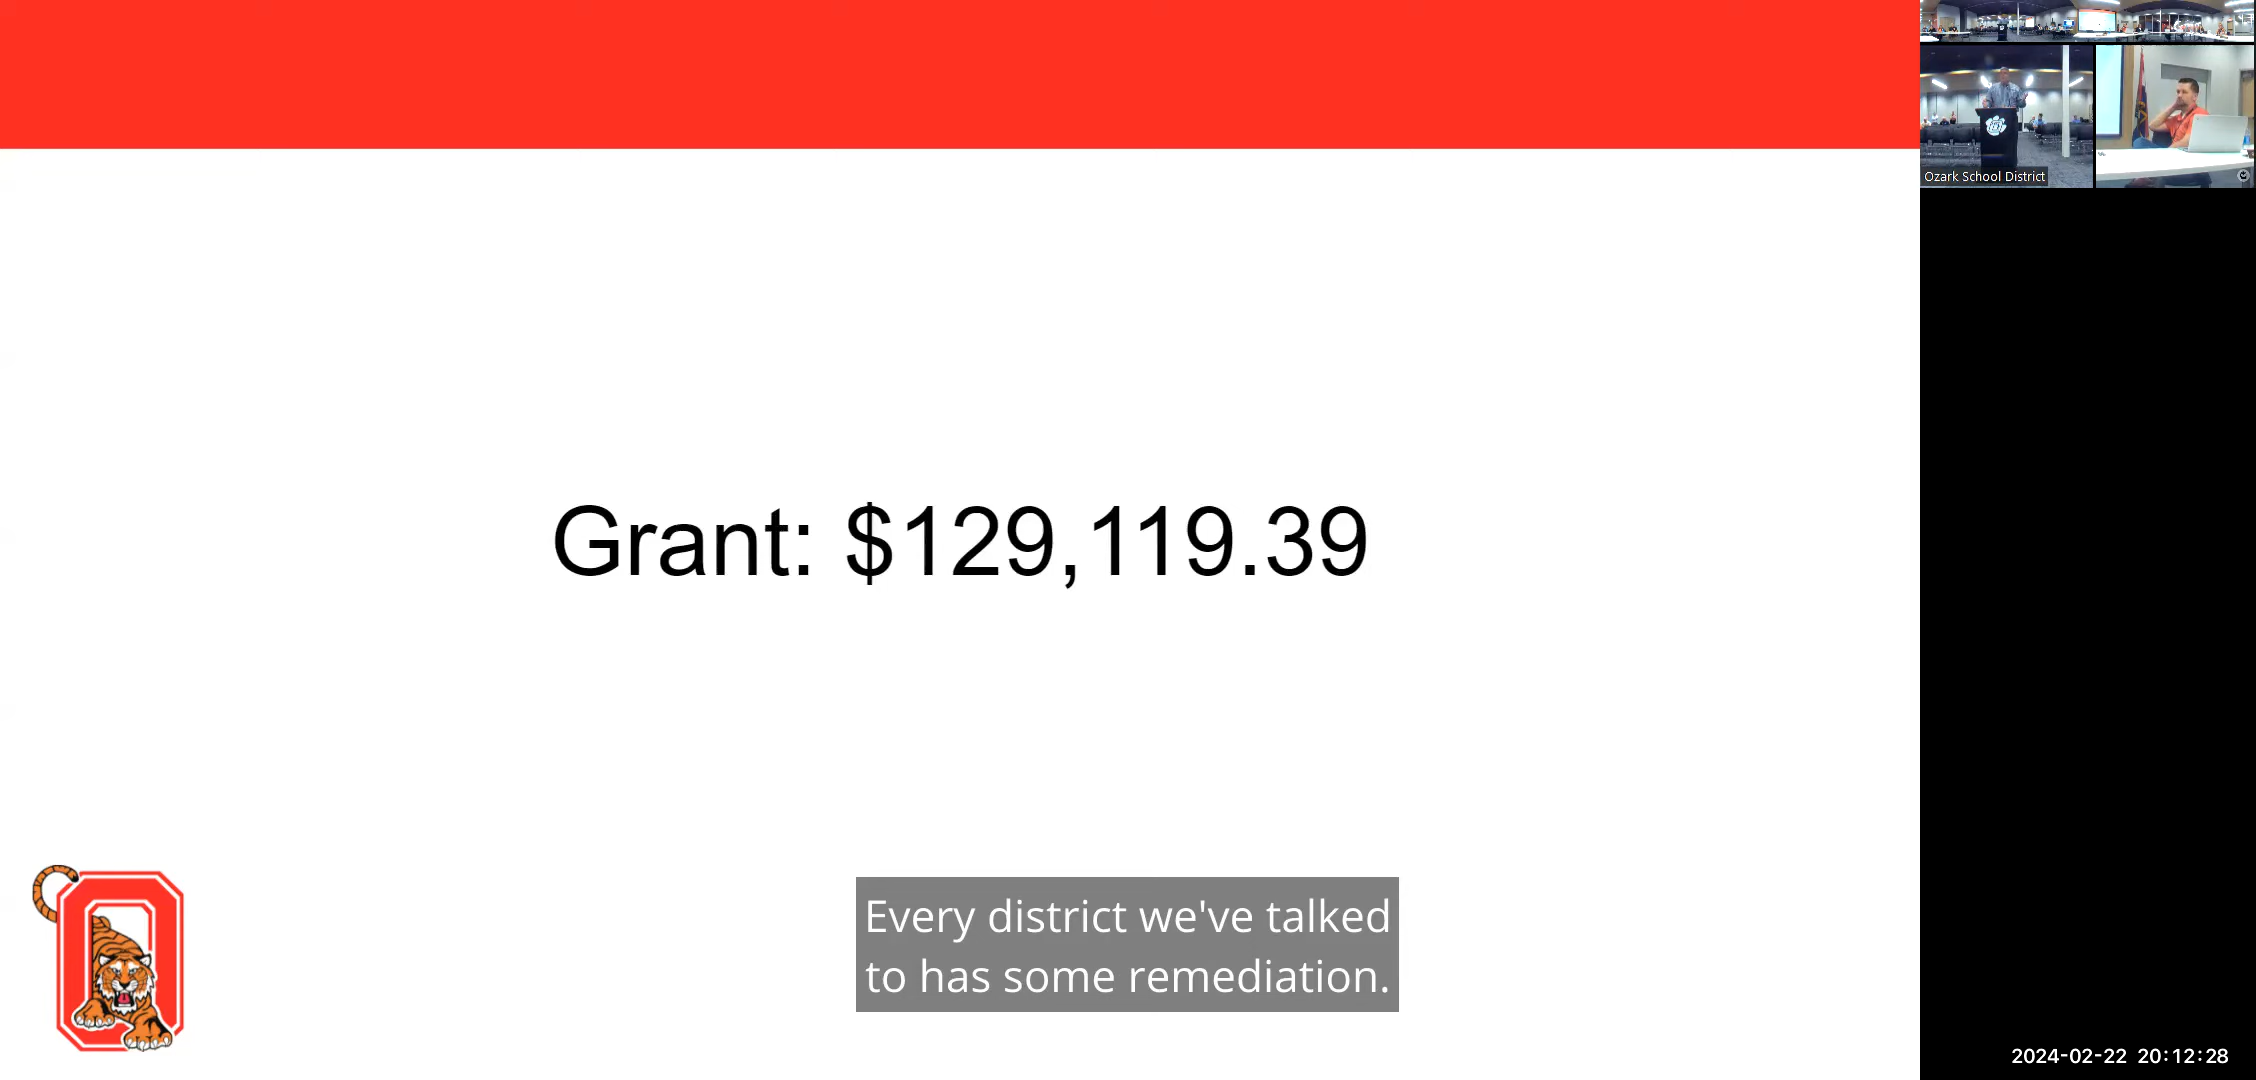 Grant: $129,119.39
Every district we've talked
to has some remediation.
Ozark School District
2024-02-22 20:12:28